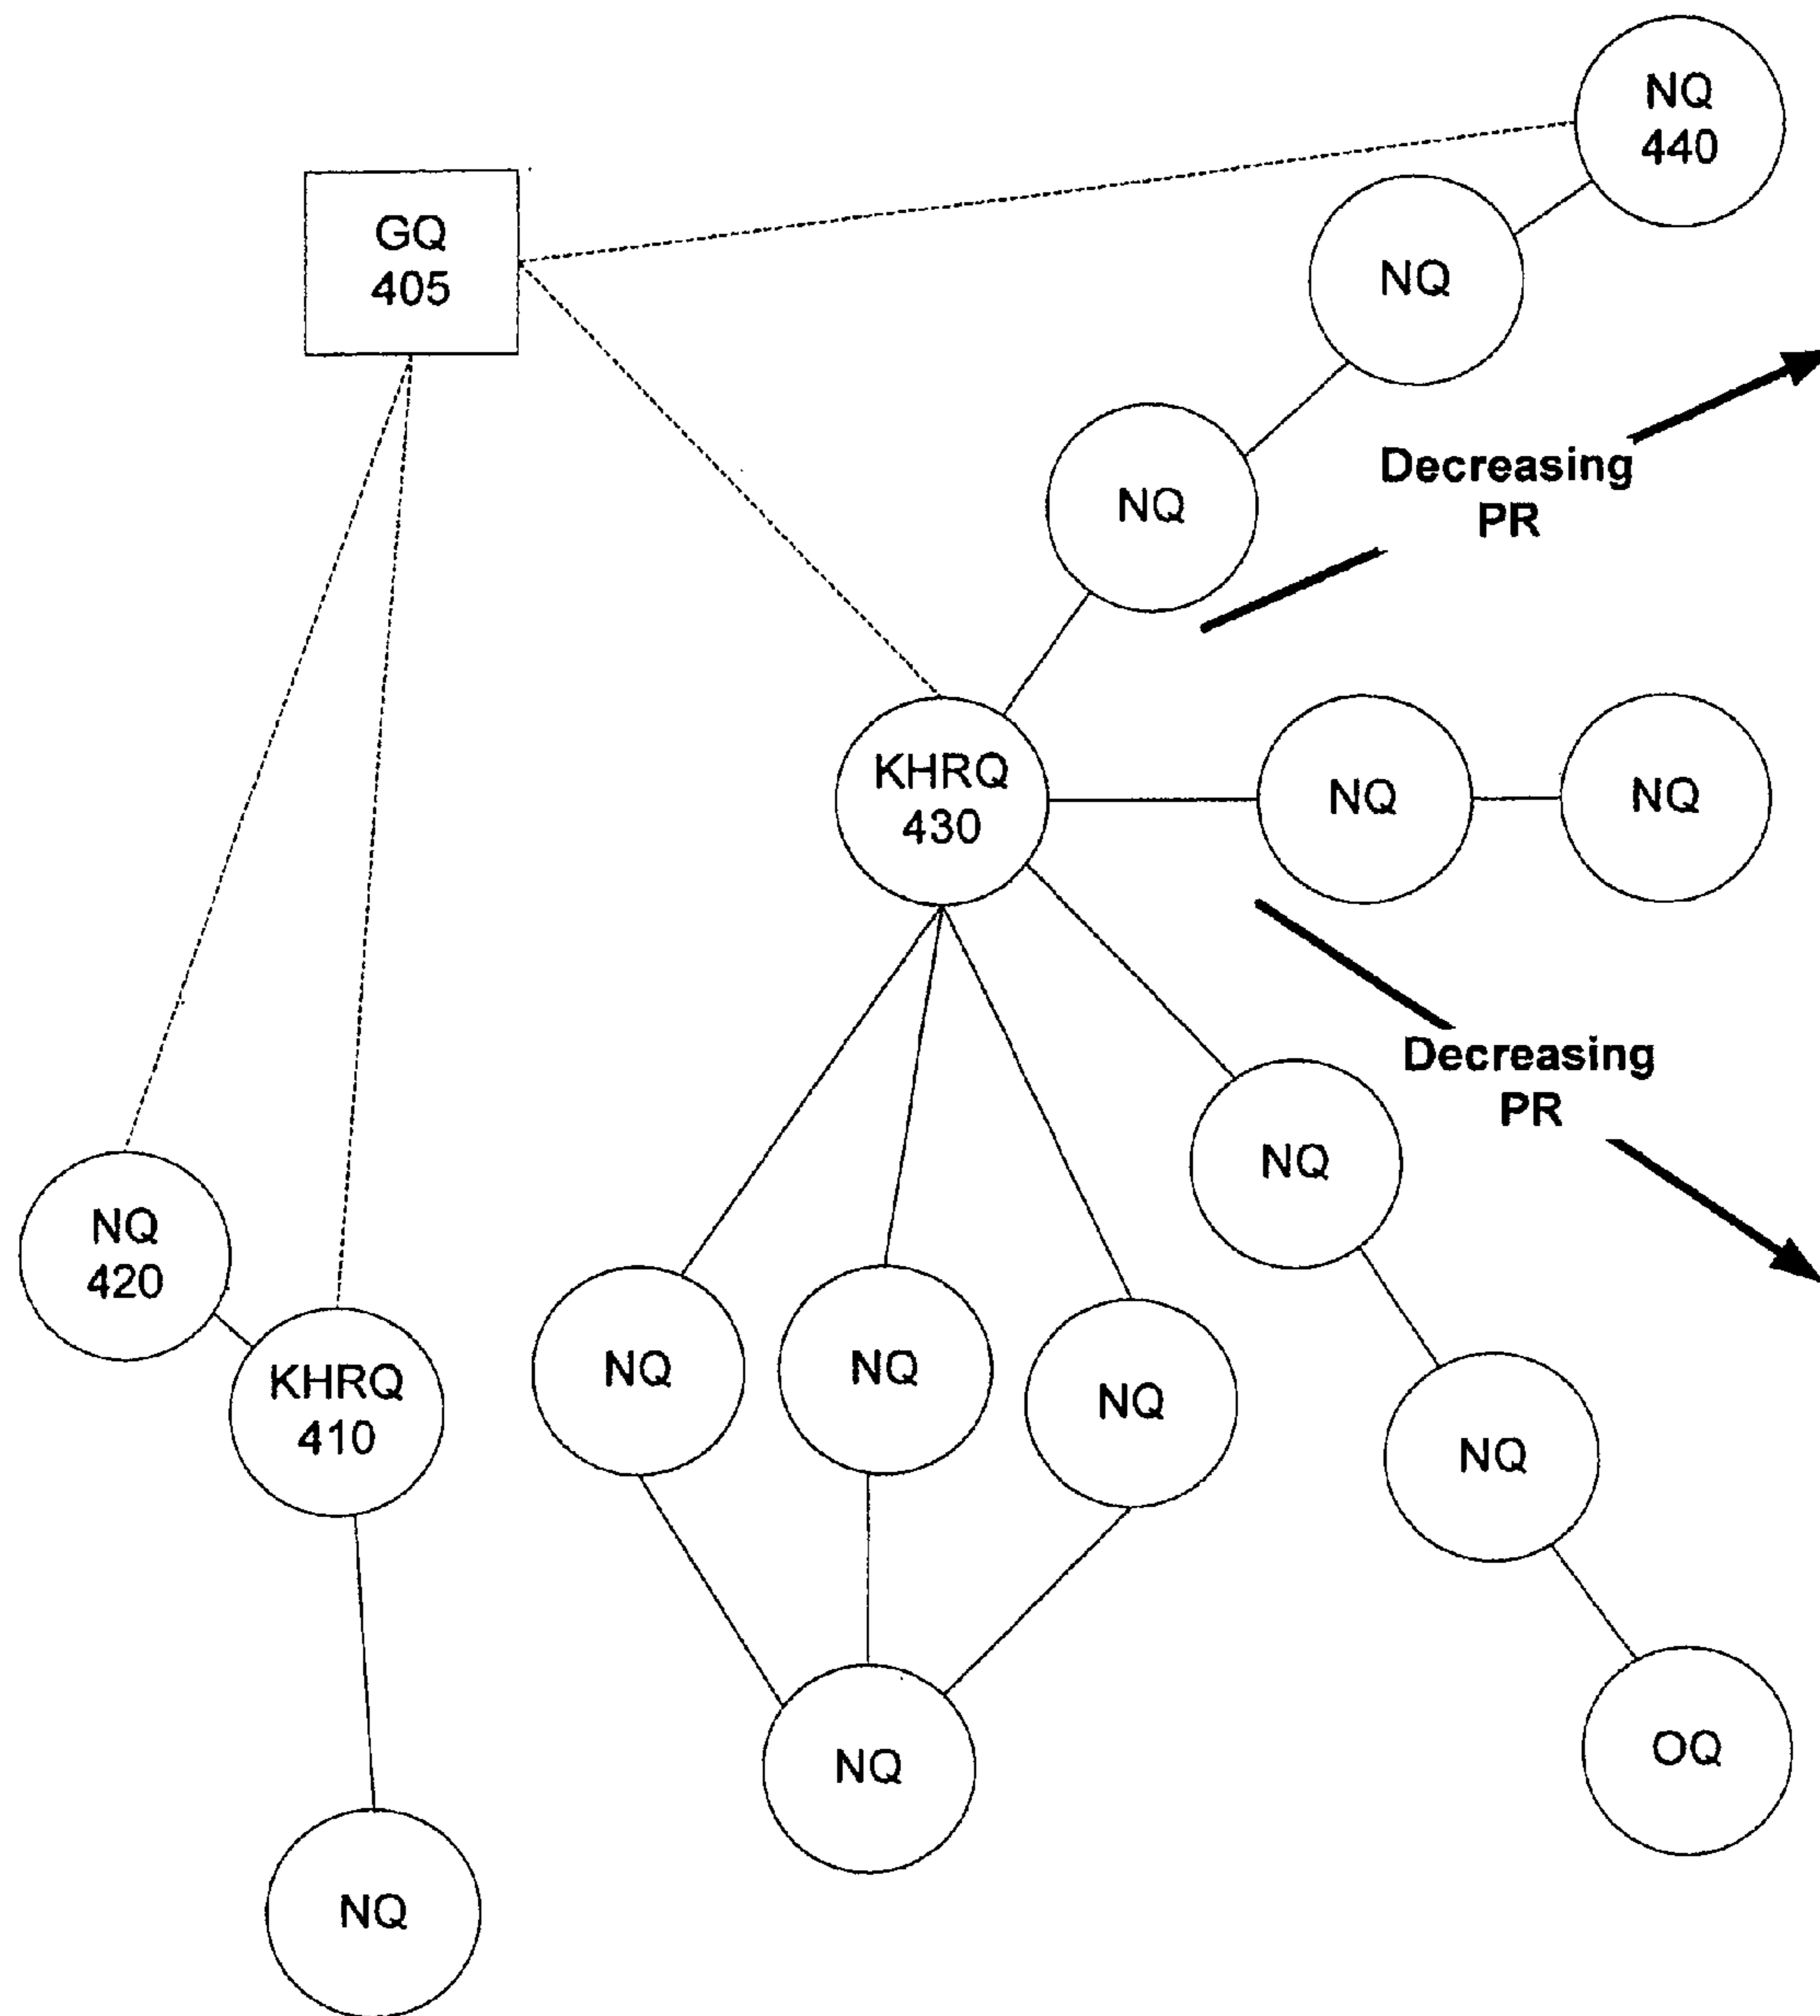 NQ
440
GQ
405
NQ
Decreasing
PR
NQ
KHRQ
430
NQ
NQ
Decreasing
PR
NQ
NQ
420
KHRQ
410
NQ
NQ
NQ
NQ
NQ
OQ
NQ